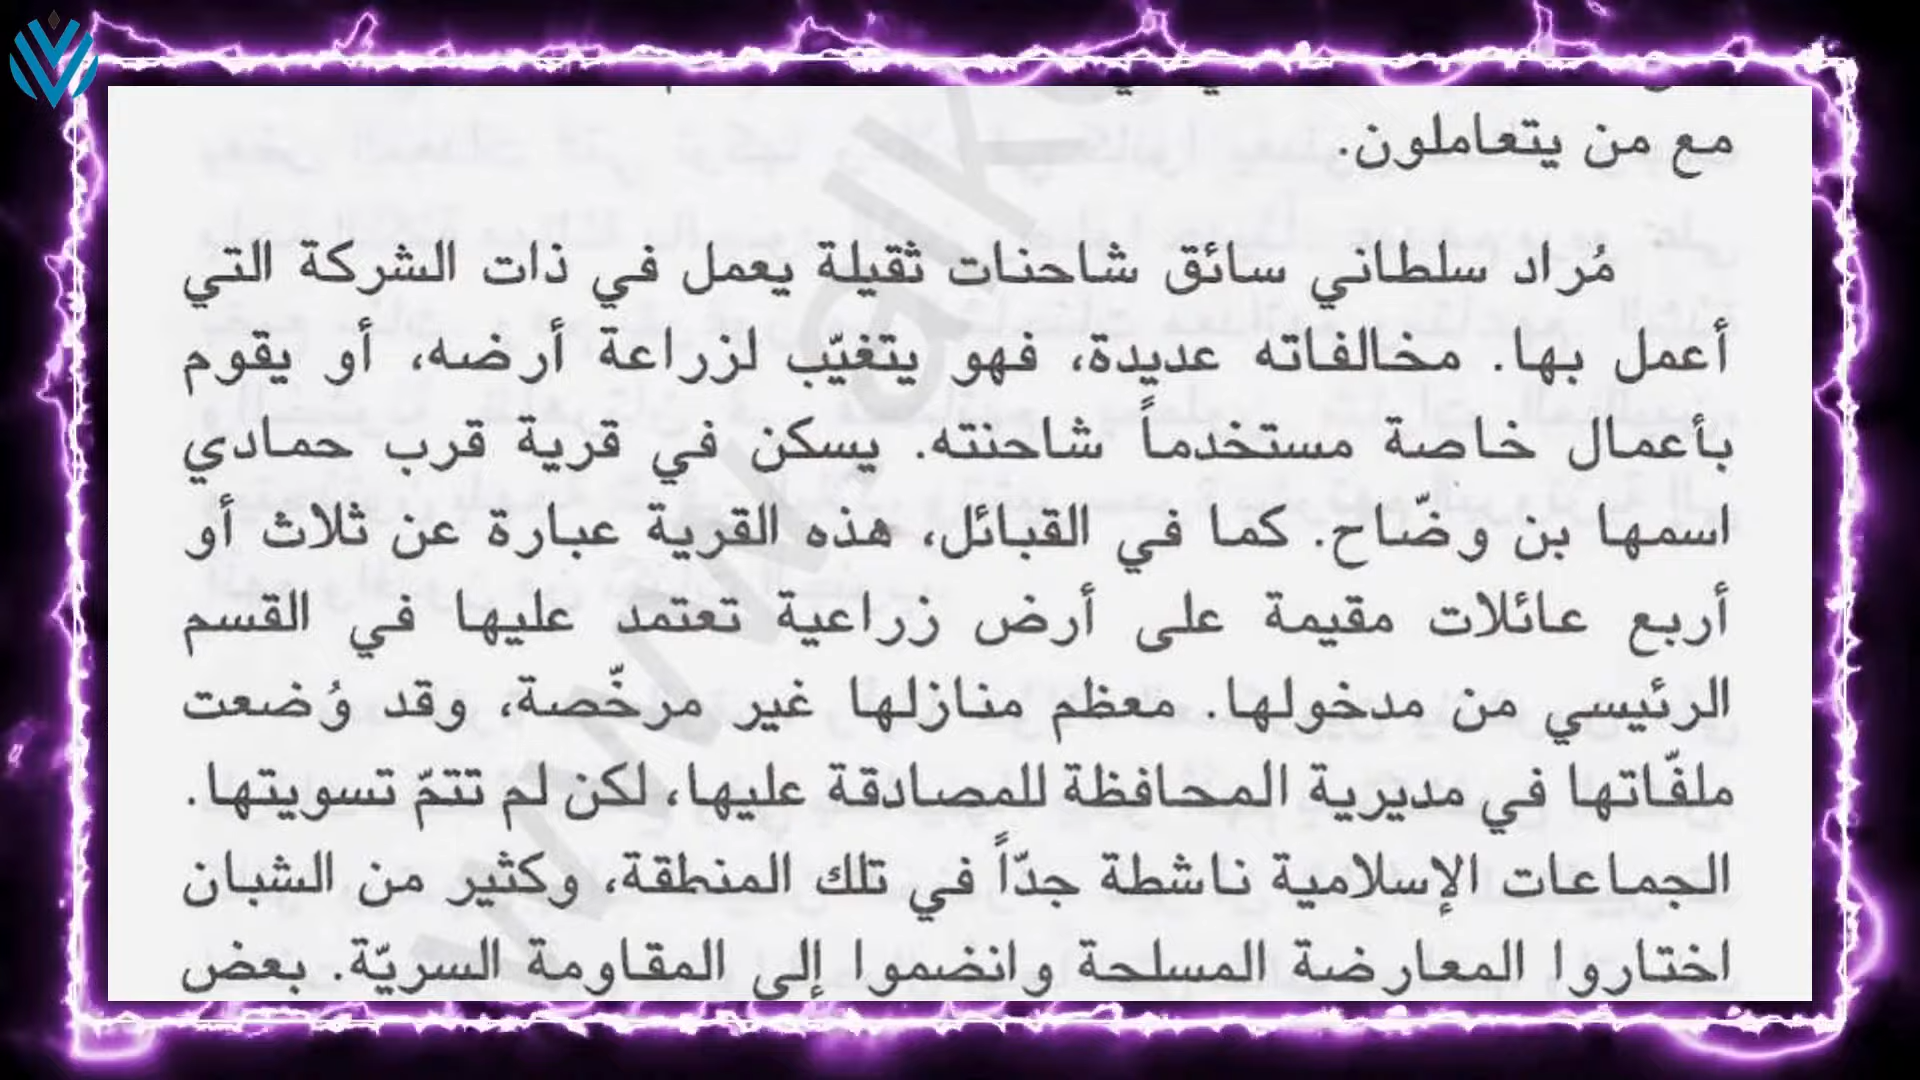 مع من يتعاملون.
مُراد سلطاني سائق شاحنات ثقيلة يعمل في ذات الشركة التي
أعمل بها. مخالفاته عديدة، فهو يتغيّب لزراعة أرضه، أو يقوم
بأعمال خاصة مستخدماً شاحنته. يسكن في قرية قرب حمادي
اسمها بن وضّاح. كما في القبائل، هذه القرية عبارة عن ثلاث أو
أربع عائلات مقيمة على أرض زراعية تعتمد عليها في القسم
الرئيسي من مدخولها. معظم منازلها غير مرخّصة، وقد وُضعت
ملفّاتها في مديرية المحافظة للمصادقة عليها، لكن لم تتمّ تسويتها.
الجماعات الإسلامية ناشطة جدّاً في تلك المنطقة، وكثير من الشبان
اختاروا المعارضة المسلحة وانضموا إلى المقاومة السريّة. بعض